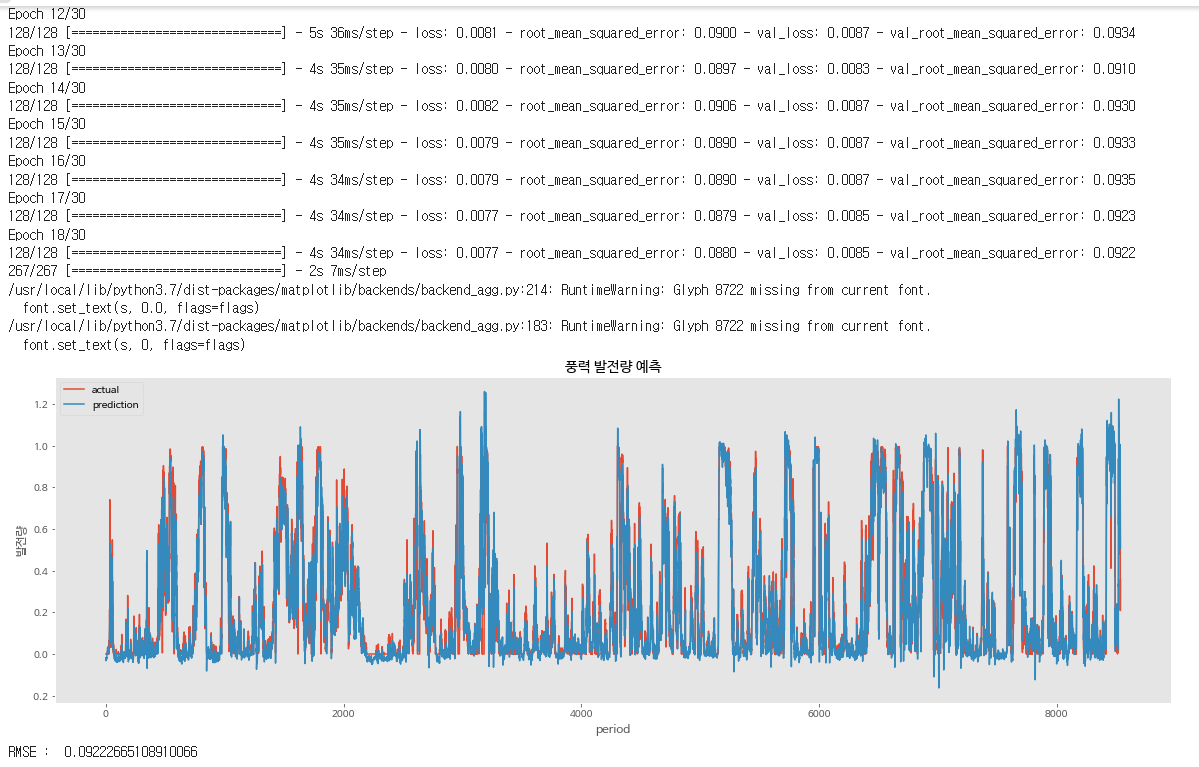 Epoch 12/30
128/128 [==============================] - 5s 36ms/step - loss: 0.0081 - root_mean_squared_error: 0.0900 - val_loss: 0.0087 - val_root_mean_squared_error: 0.0934
Epoch 13/30
128/128 [==============================] - 4s 35ms/step - loss: 0.0080 - root_mean_squared_error: 0.0897 - val_loss: 0.0083 - val_root_mean_squared_error: 0.0910
Epoch 14/30
128/128 [==============================] - 4s 35ms/step - loss: 0.0082 - root_mean_squared_error: 0.0906 - val_loss: 0.0087 - val_root_mean_squared_error: 0.0930
Epoch 15/30
128/128 [==============================] - 4s 35ms/step - loss: 0.0079 - root_mean_squared_error: 0.0890 - val_loss: 0.0087 - val_root_mean_squared_error: 0.0933
Epoch 16/30
128/128 [==============================] - 4s 34ms/step - loss: 0.0079 - root_mean_squared_error: 0.0890 - val_loss: 0.0087 - val_root_mean_squared_error: 0.0935
Epoch 17/30
128/128 [==============================] - 4s 34ms/step - loss: 0.0077 - root_mean_squared_error: 0.0879 - val_loss: 0.0085 - val_root_mean_squared_error: 0.0923
Epoch 18/30
128/128 [==============================] - 4s 34ms/step - loss: 0.0077 - root_mean_squared_error: 0.0880 - val_loss: 0.0085 - val_root_mean_squared_error: 0.0922
267/267 [==============================] - 2s 7ms/step
/usr/local/lib/python3.7/dist-packages/matplotlib/backends/backend_agg.py:214: RuntimeWarning: Glyph 8722 missing from current font.
font.set_text(s, 0.0, flags=flags)
/usr/local/lib/python3.7/dist-packages/matplotlib/backends/backend_agg.py:183: RuntimeWarning: Glyph 8722 missing from current font.
font.set_text(s, 0, flags=flags)
풍력 발전량 예측
actual
prediction
1.2
1.0
0.8
0.6
0.4
0.2
0.0
0.2
발전량
0
2000
4000
6000
8000
period
RMSE : 0.09222665108910066